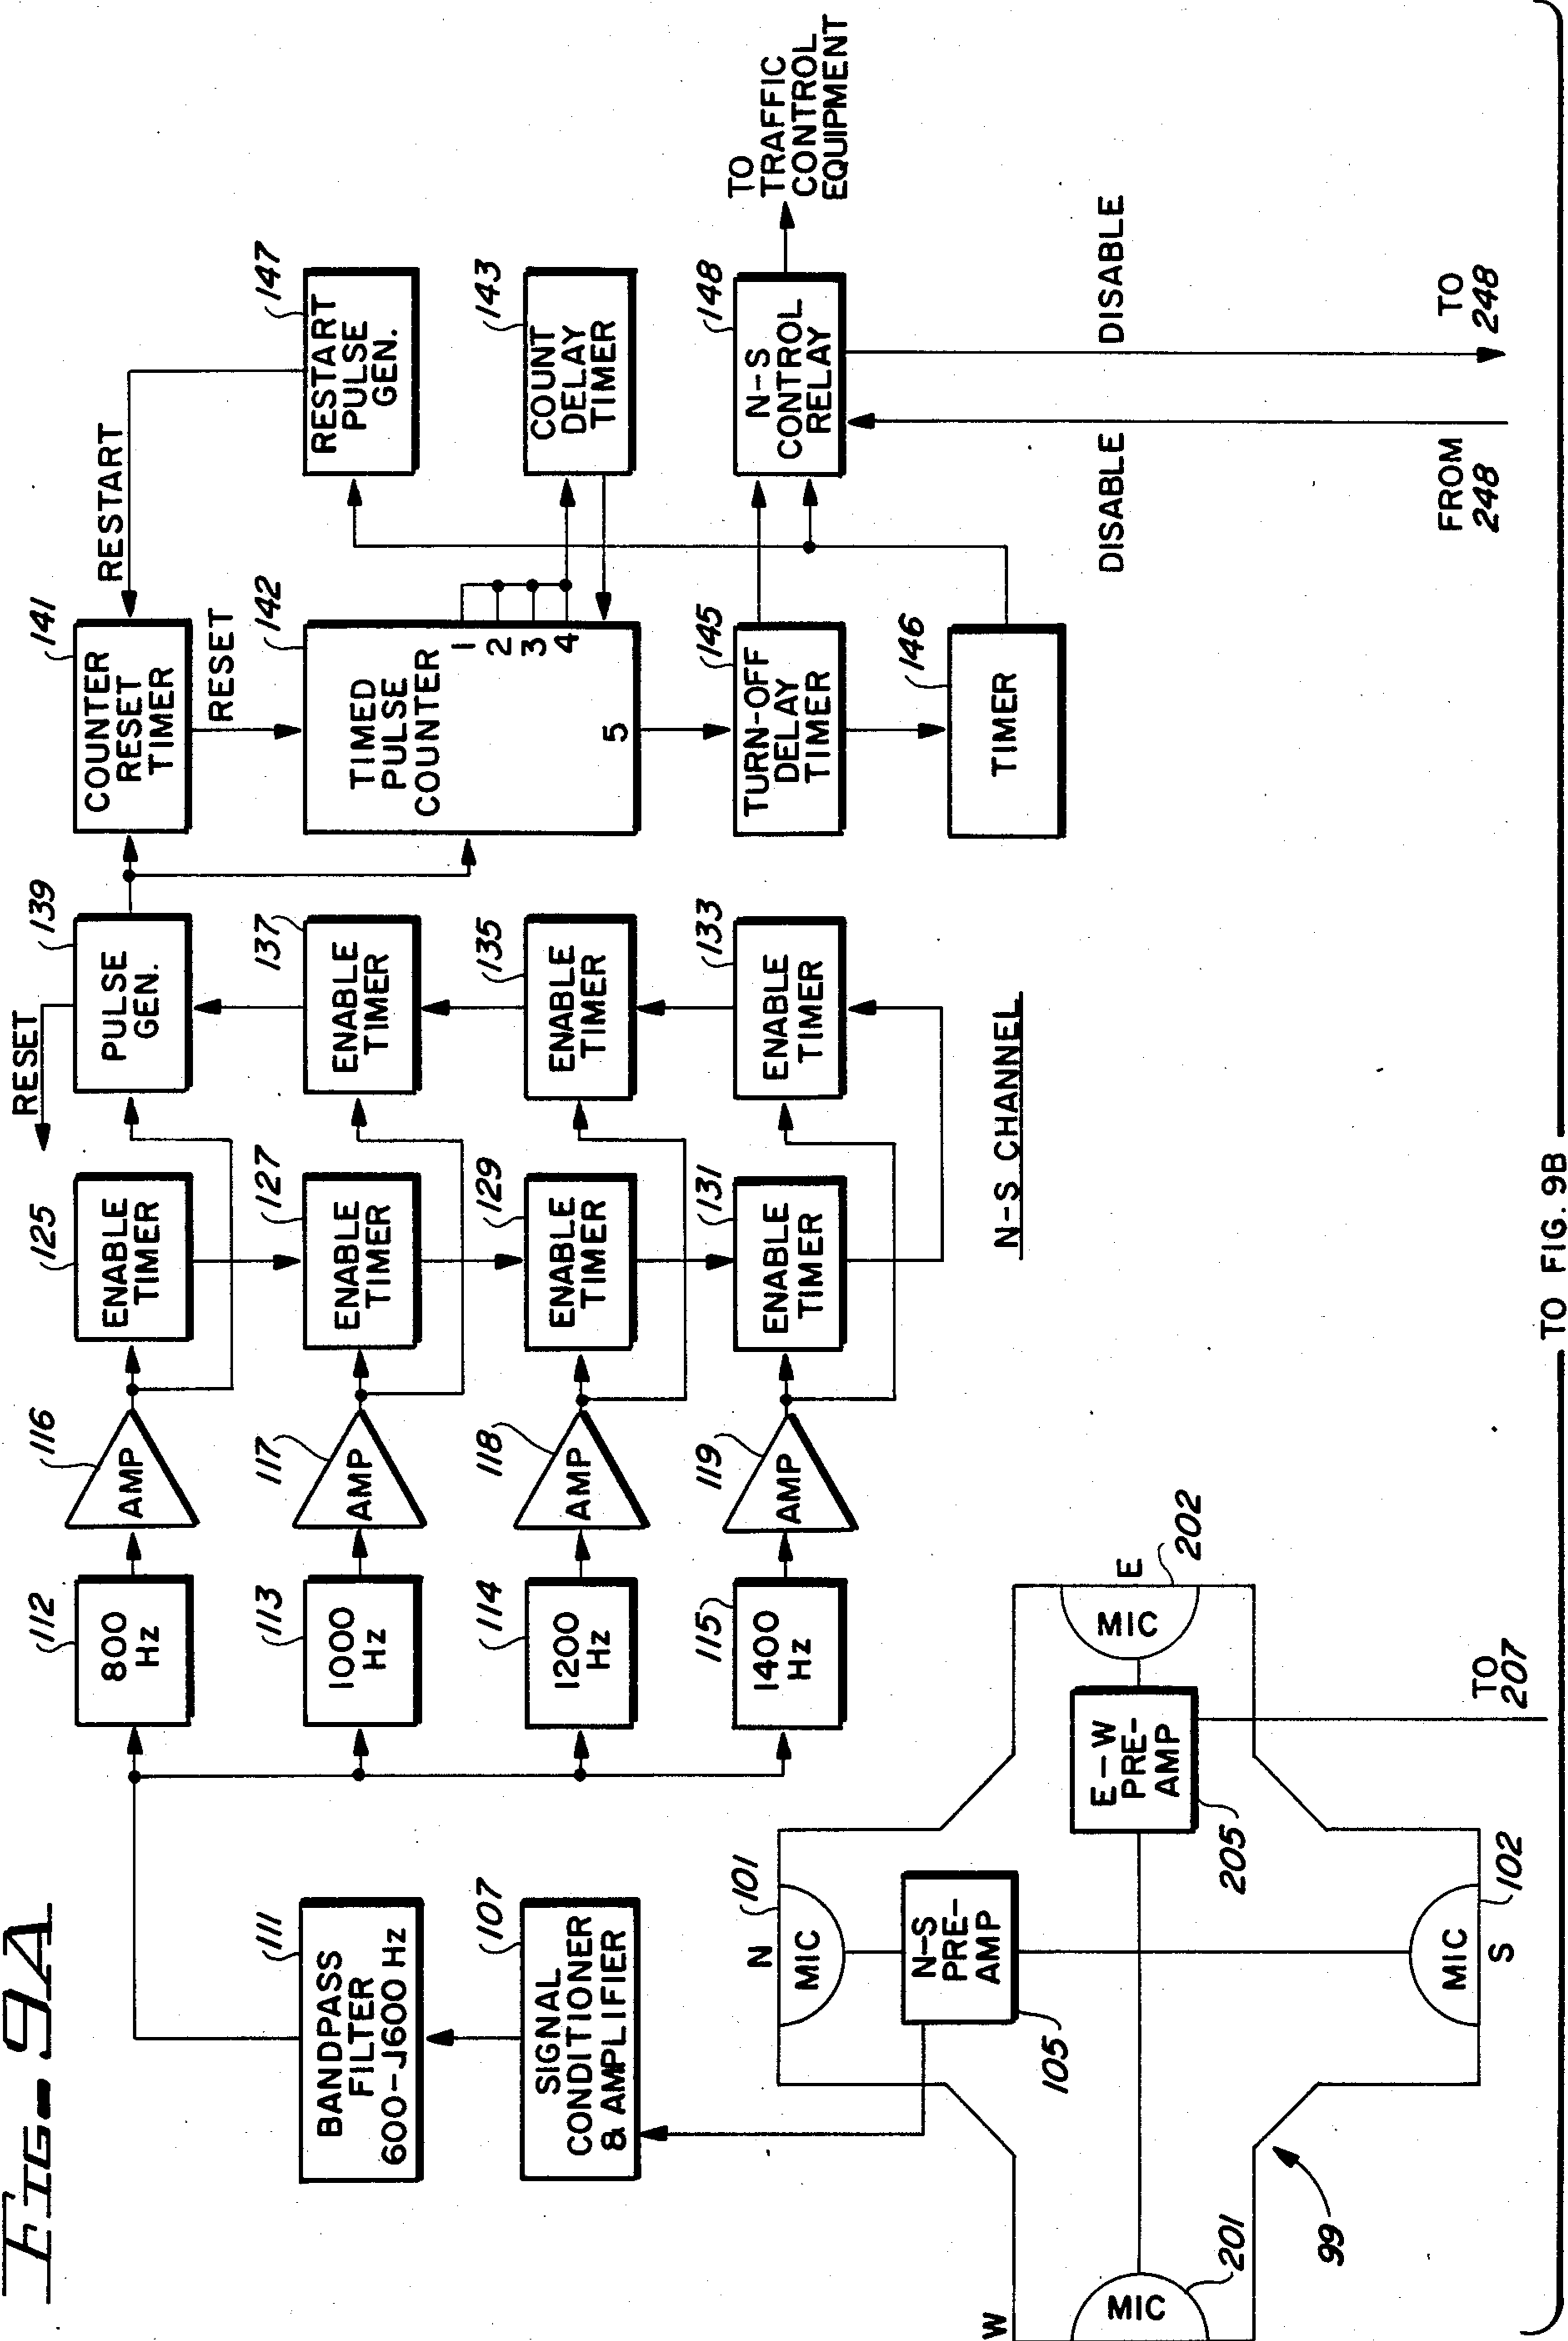 FIG. 9A
RESET
RESTART
112
800
Hz
116
AMP
125
ENABLE
TIMER
139
PULSE
GEN.
141
COUNTER
RESET
TIMER
RESET
111
BANDPASS
FILTER
600-J600 Hz
113
1000
Hz
117
AMP
127
ENABLE
TIMER
137
ENABLE
TIMER
142
TIMED
PULSE
COUNTER
1
2
3
4
5
147
RESTART
PULSE
GEN.
107
SIGNAL
CONDITIONER
& AMPLIFIER
114
1200
Hz
118
AMP
129
ENABLE
TIMER
135
ENABLE
TIMER
143
COUNT
DELAY
TIMER
115
1400
Hz
119
AMP
131
ENABLE
TIMER
133
ENABLE
TIMER
145
TURN-OFF
DELAY
TIMER
148
N-S
CONTROL
RELAY
TO
TRAFFIC
CONTROL
EQUIPMENT
146
TIMER
N-S CHANNEL
DISABLE
DISABLE
FROM
248
TO
248
N
101
MIC
N-S
PRE-
AMP
105
W
MIC
201
E-W
PRE-
AMP
205
MIC
E
202
MIC
S
102
99
TO
207
TO FIG. 9B